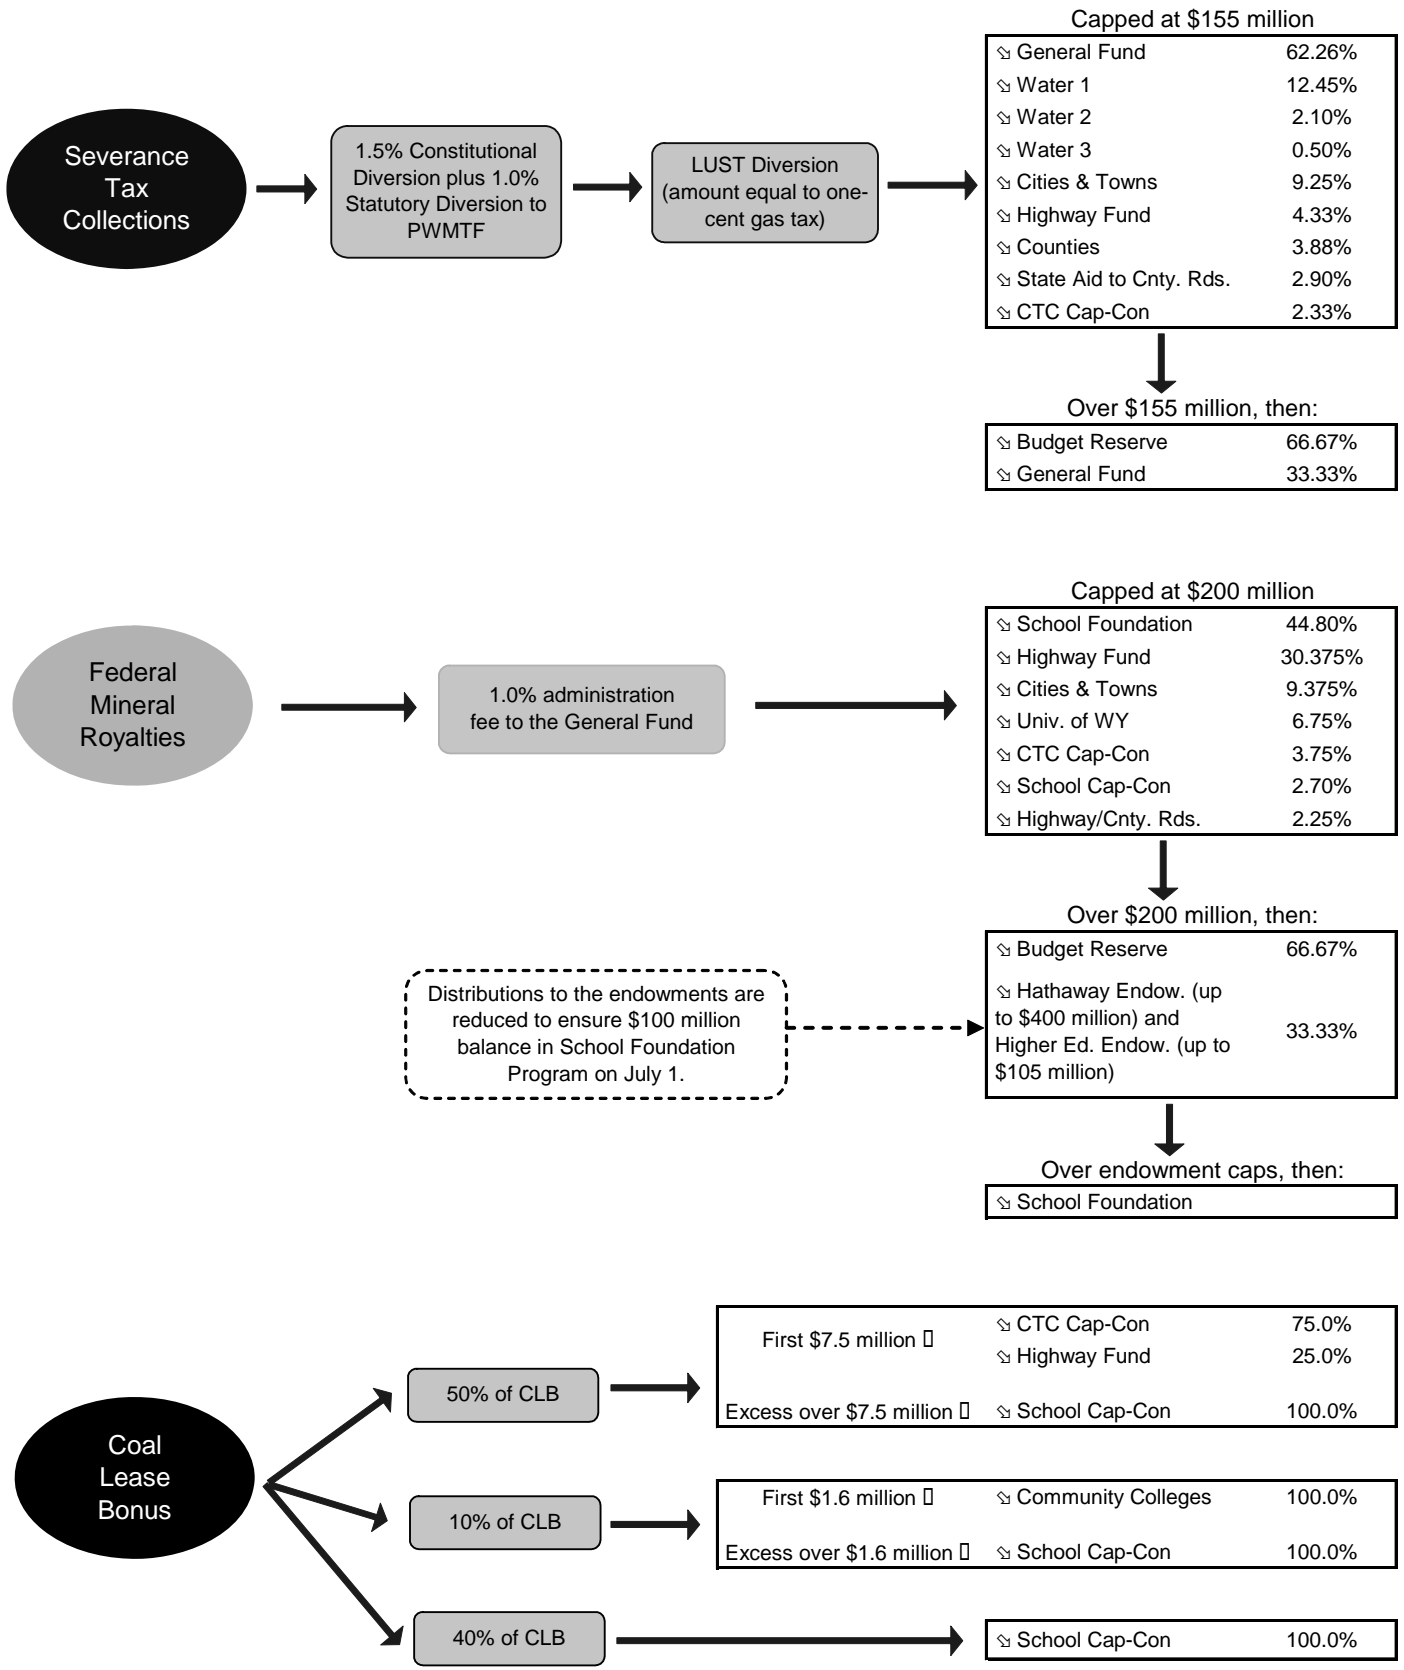 Capped at $155 million
⬂ General Fund 62.26%
⬂ Water 1 12.45%
⬂ Water 2 2.10%
⬂ Water 3 0.50%
⬂ Cities & Towns 9.25%
⬂ Highway Fund 4.33%
⬂ Counties 3.88%
⬂ State Aid to Cnty. Rds. 2.90%
⬂ CTC Cap-Con 2.33%
Severance
Tax
Collections
1.5% Constitutional
Diversion plus 1.0%
Statutory Diversion to
PWMTF
LUST Diversion
(amount equal to one-
cent gas tax)
Over $155 million, then:
⬂ Budget Reserve 66.67%
⬂ General Fund 33.33%
Capped at $200 million
⬂ School Foundation 44.80%
⬂ Highway Fund 30.375%
⬂ Cities & Towns 9.375%
⬂ Univ. of WY 6.75%
⬂ CTC Cap-Con 3.75%
⬂ School Cap-Con 2.70%
⬂ Highway/Cnty. Rds. 2.25%
Federal
Mineral
Royalties
1.0% administration
fee to the General Fund
Over $200 million, then:
⬂ Budget Reserve 66.67%
⬂ Hathaway Endow. (up
to $400 million) and
Higher Ed. Endow. (up to
$105 million)
33.33%
Distributions to the endowments are
reduced to ensure $100 million
balance in School Foundation
Program on July 1.
Over endowment caps, then:
⬂ School Foundation
Coal
Lease
Bonus
50% of CLB
First $7.5 million ▯
⬂ CTC Cap-Con 75.0%
⬂ Highway Fund 25.0%
Excess over $7.5 million ▯ ⬂ School Cap-Con 100.0%
10% of CLB
First $1.6 million ▯ ⬂ Community Colleges 100.0%
Excess over $1.6 million ▯ ⬂ School Cap-Con 100.0%
40% of CLB
⬂ School Cap-Con 100.0%